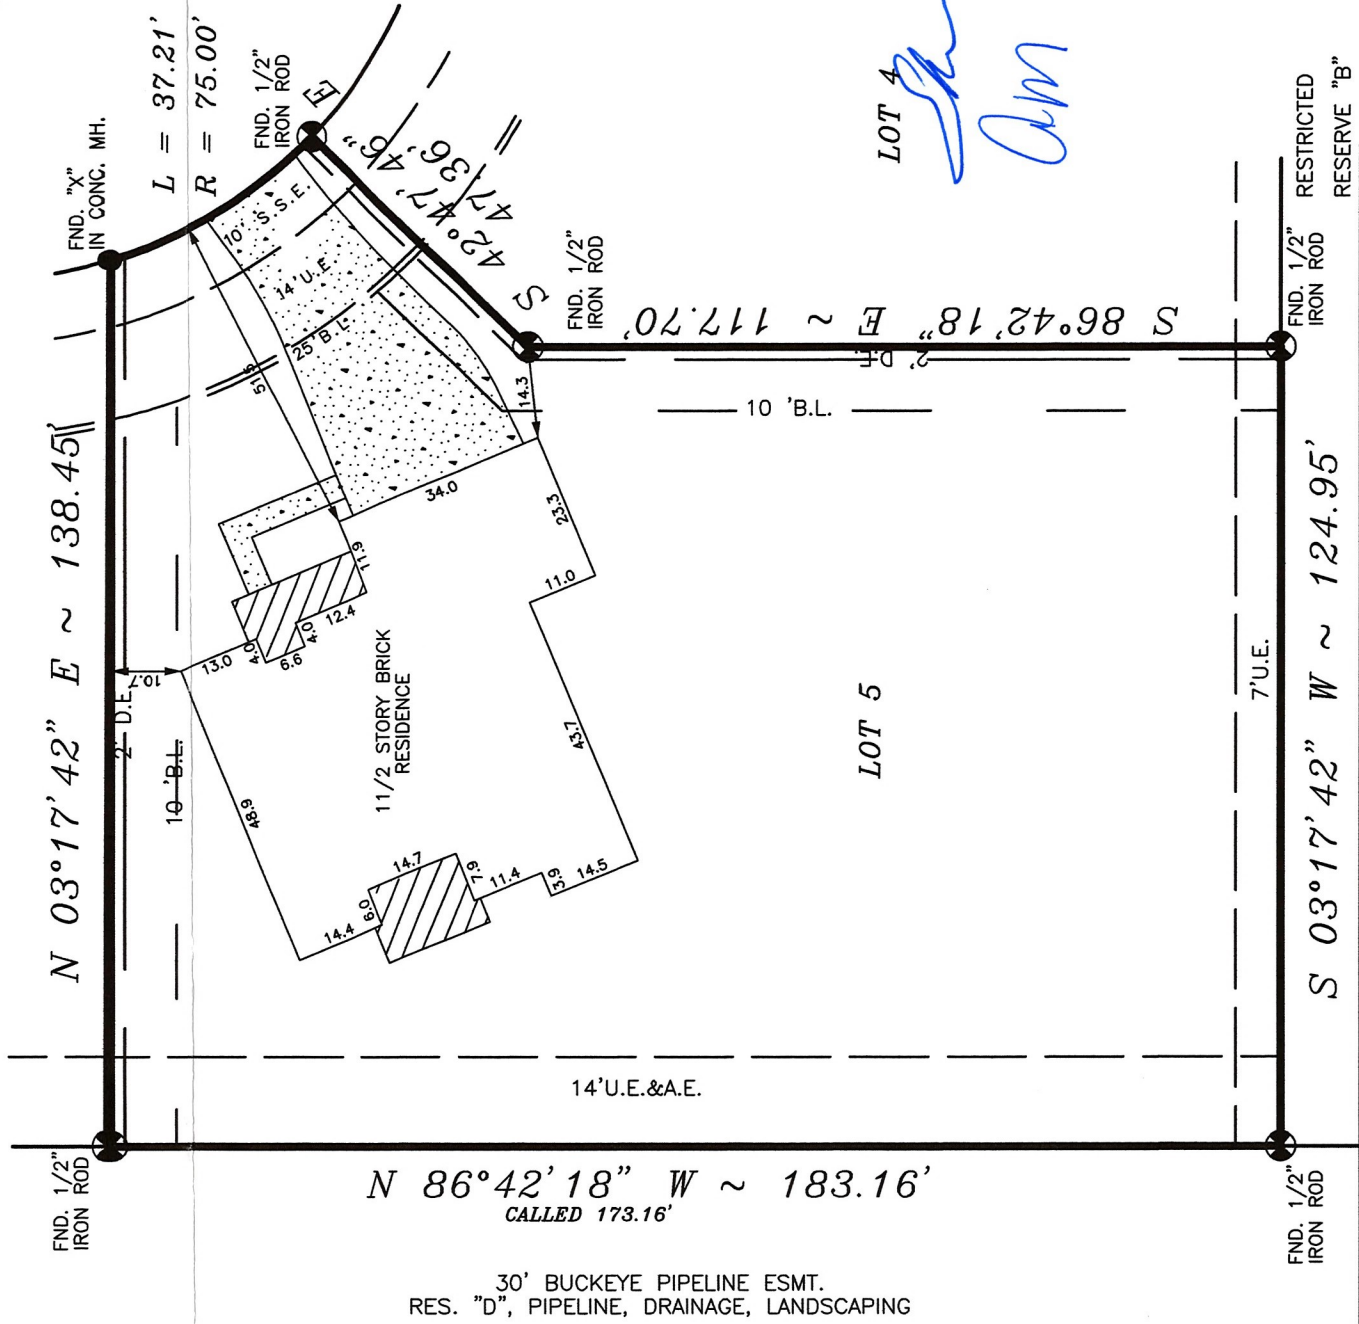 L = 37.21'
R = 75.00'
FND. "X"
IN CONC. MH.
FND. 1/2"
IRON ROD
S 42°47'46" E
47.36'
LOT 4
am
RESTRICTED
RESERVE "B"
10' S.S.E.
14' U.E
25' B.L.
51.5
FND. 1/2"
IRON ROD
S 86°42'18" E ~ 117.70'
2' D.E.
10 'B.L.
FND. 1/2"
IRON ROD
14.3
34.0
23.3
11.0
11.9
12.4
4.0
6.6
4.0
13.0
10.7
2' D.E.
10 'B.L.
N 03°17'42" E ~ 138.45'
11/2 STORY BRICK
RESIDENCE
48.9
43.7
14.7
7.9
11.4
3.9
14.5
6.0
14.4
LOT 5
7'U.E.
S 03°17'42" W ~ 124.95'
14'U.E.&A.E.
FND. 1/2"
IRON ROD
N 86°42'18" W ~ 183.16'
CALLED 173.16'
FND. 1/2"
IRON ROD
30' BUCKEYE PIPELINE ESMT.
RES. "D", PIPELINE, DRAINAGE, LANDSCAPING